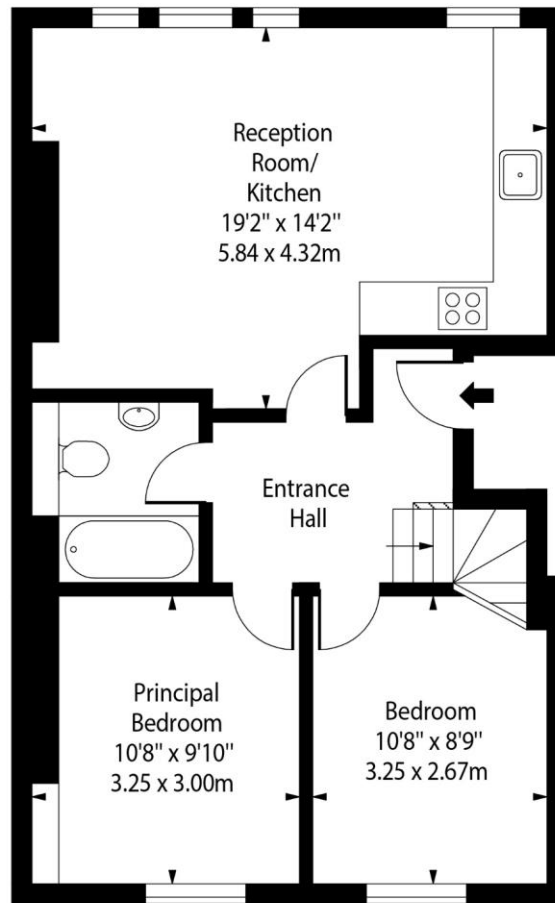 Reception
Room/
Kitchen
19'2" x 14'2"
5.84 x 4.32m
Entrance
Hall
Principal
Bedroom
10'8" x 9'10"
3.25 x 3.00m
Bedroom
10'8" x 8'9"
3.25 x 2.67m